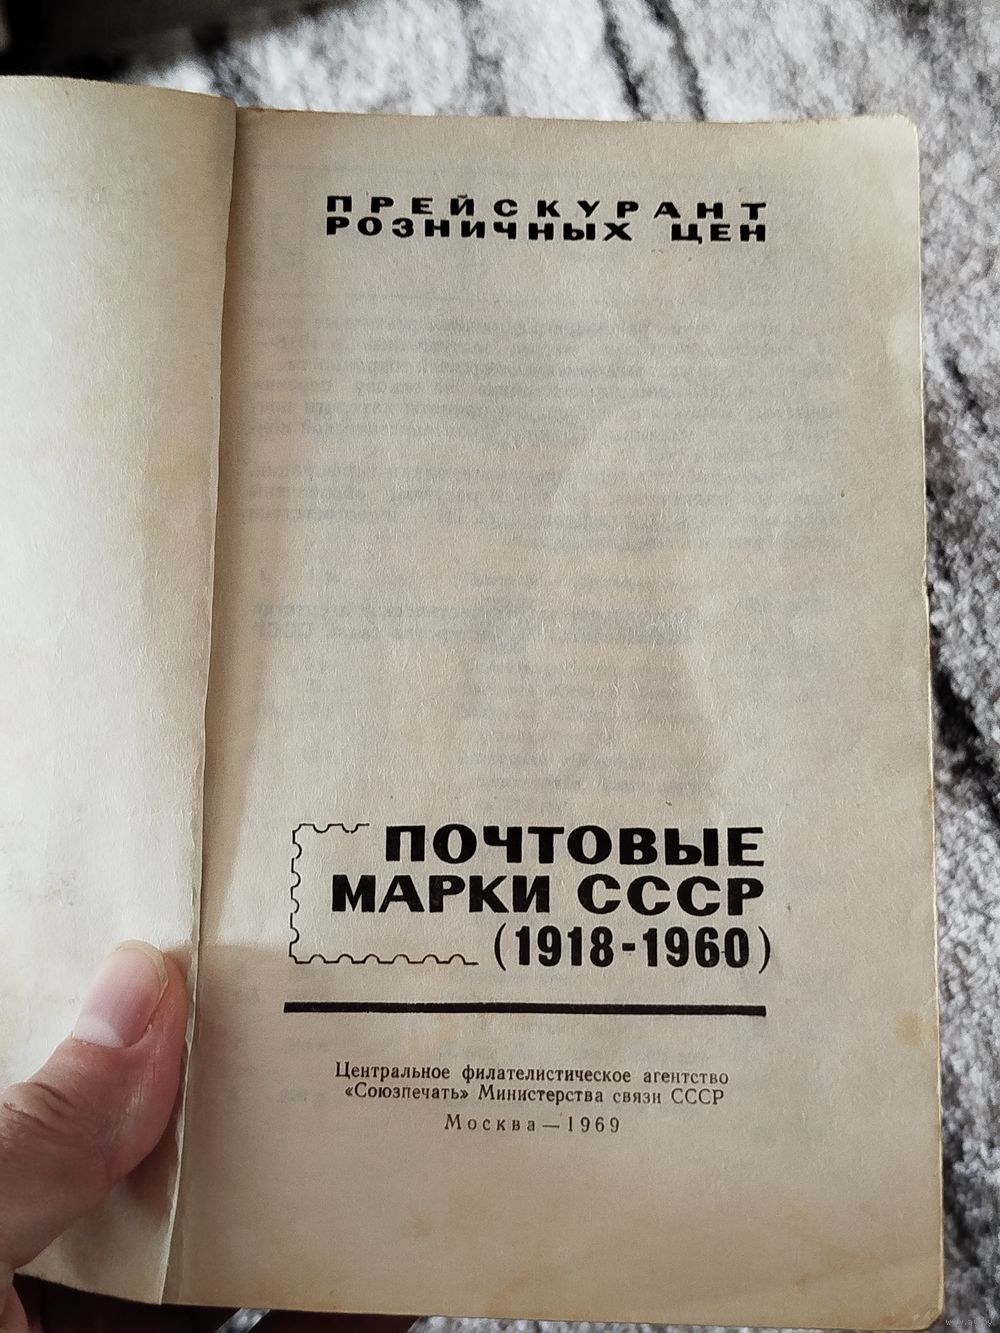 ПРЕЙСКУРАНТ
РОЗНИЧНЫХ ЦЕН
ПОЧТОВЫЕ
МАРКИ СССР
(1918-1960)
Центральное филателистическое агентство
«Союзпечать» Министерства связи СССР
Москва — 1969